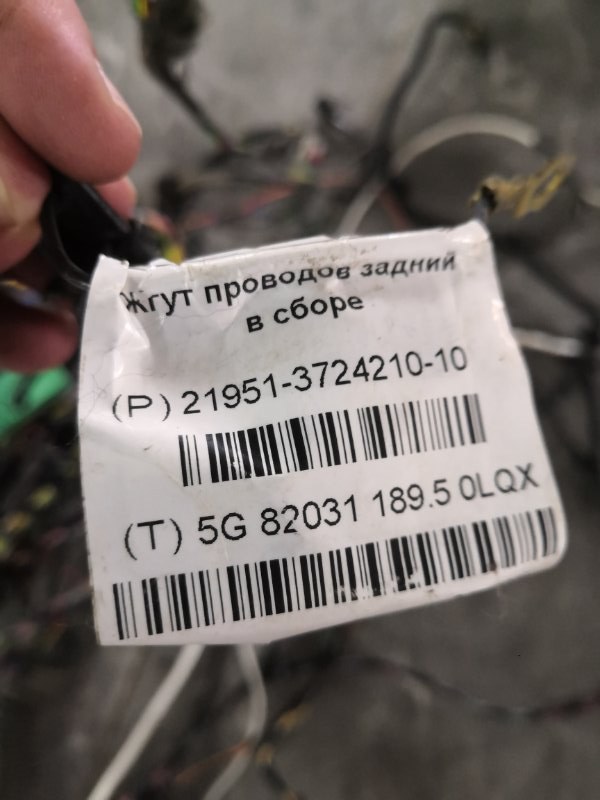 Жгут проводов задний
в сборе
(P) 21951-3724210-10
(T) 5G 82031 189.5 0LQX